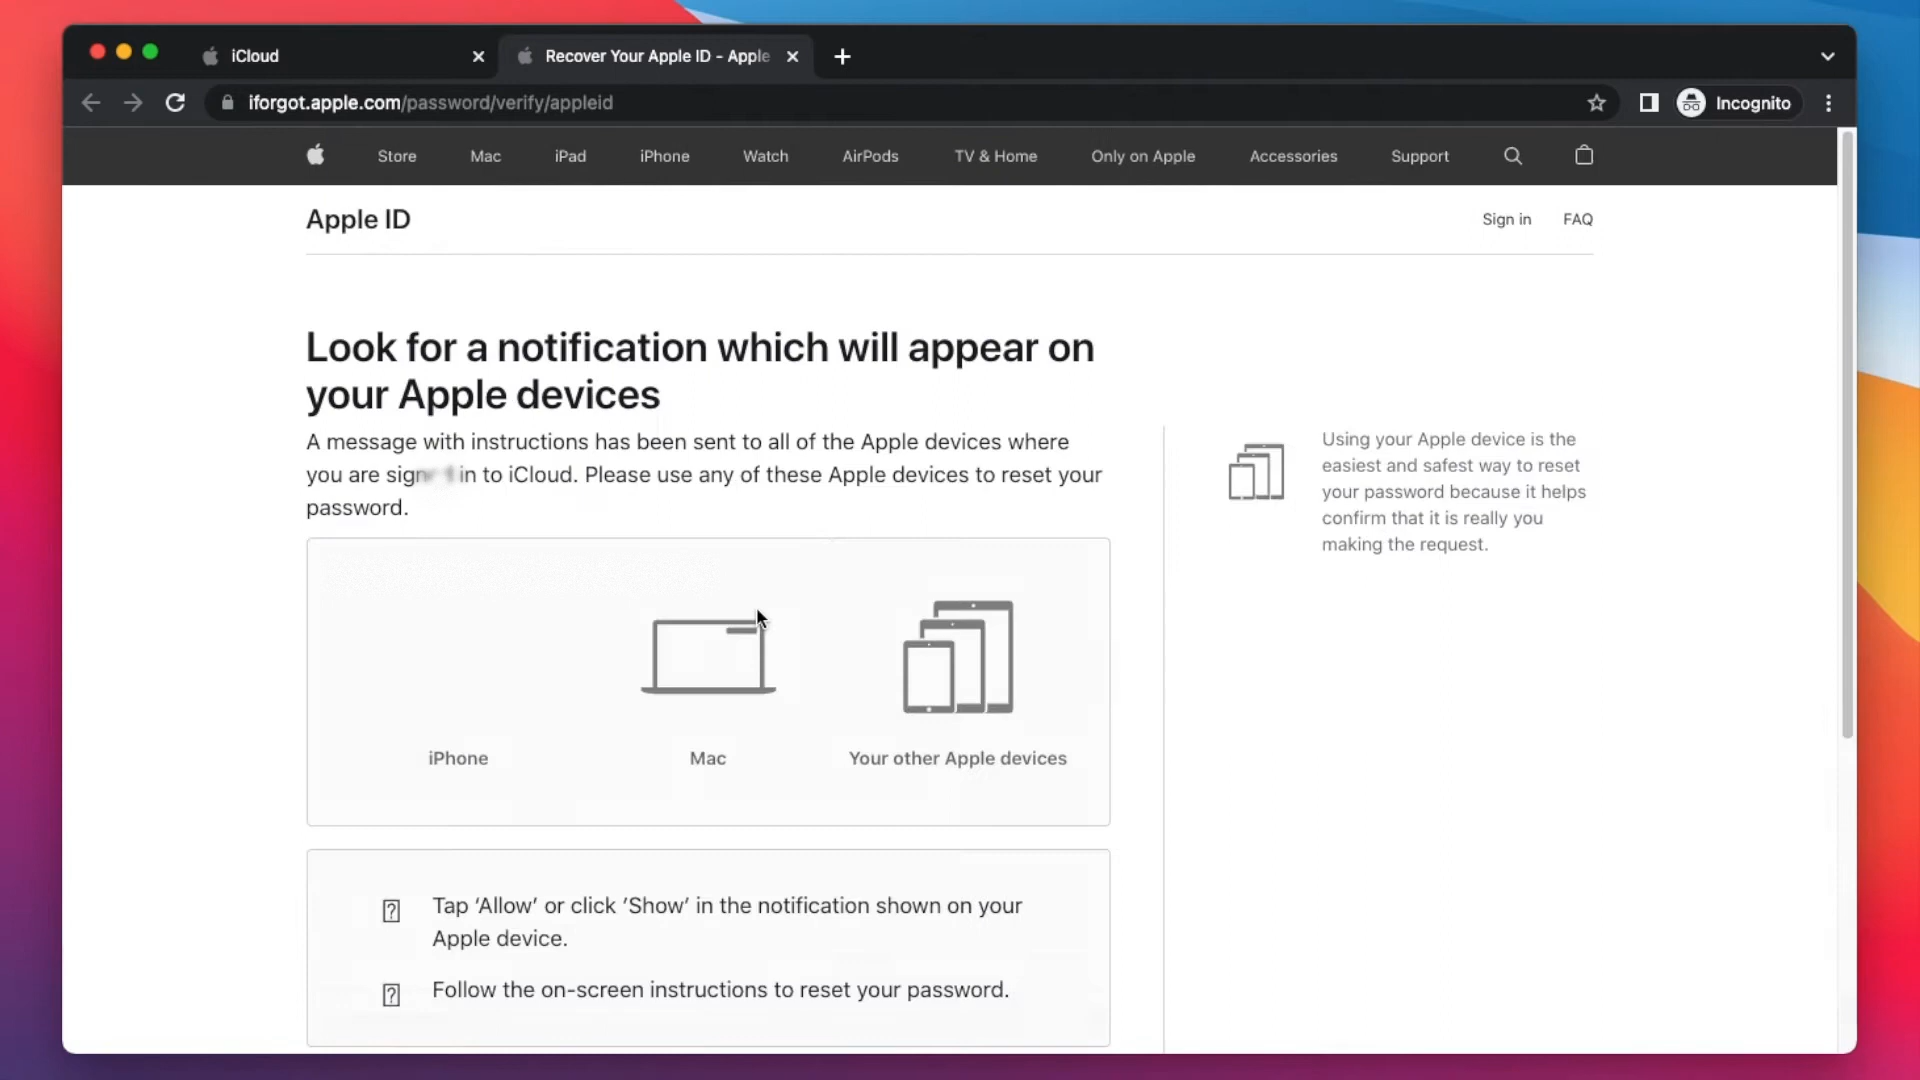 iCloud
Recover Your Apple ID - Apple
iforgot.apple.com/password/verify/appleid
Incognito
Store Mac iPad iPhone Watch AirPods TV & Home Only on Apple Accessories Support
Apple ID
Sign in FAQ
Look for a notification which will appear on
your Apple devices
A message with instructions has been sent to all of the Apple devices where
you are in to iCloud. Please use any of these Apple devices to reset your
password.
Using your Apple device is the
easiest and safest way to reset
your password because it helps
confirm that it is really you
making the request.
iPhone Mac Your other Apple devices
Tap ‘Allow’ or click ‘Show’ in the notification shown on your
Apple device.
Follow the on-screen instructions to reset your password.